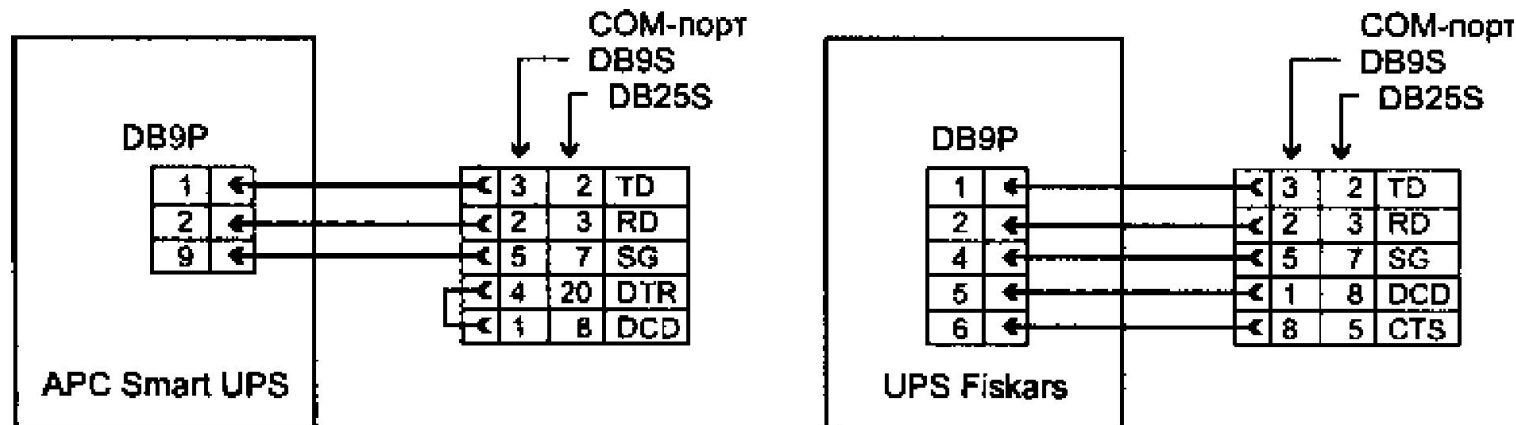 COM-порт
DB9S
DB25S
DB9P
1 3 2 TD
2 2 3 RD
9 5 7 SG
4 20 DTR
1 8 DCD
APC Smart UPS
COM-порт
DB9S
DB25S
DB9P
1 3 2 TD
2 2 3 RD
4 5 7 SG
5 1 8 DCD
6 8 5 CTS
UPS Fiskars